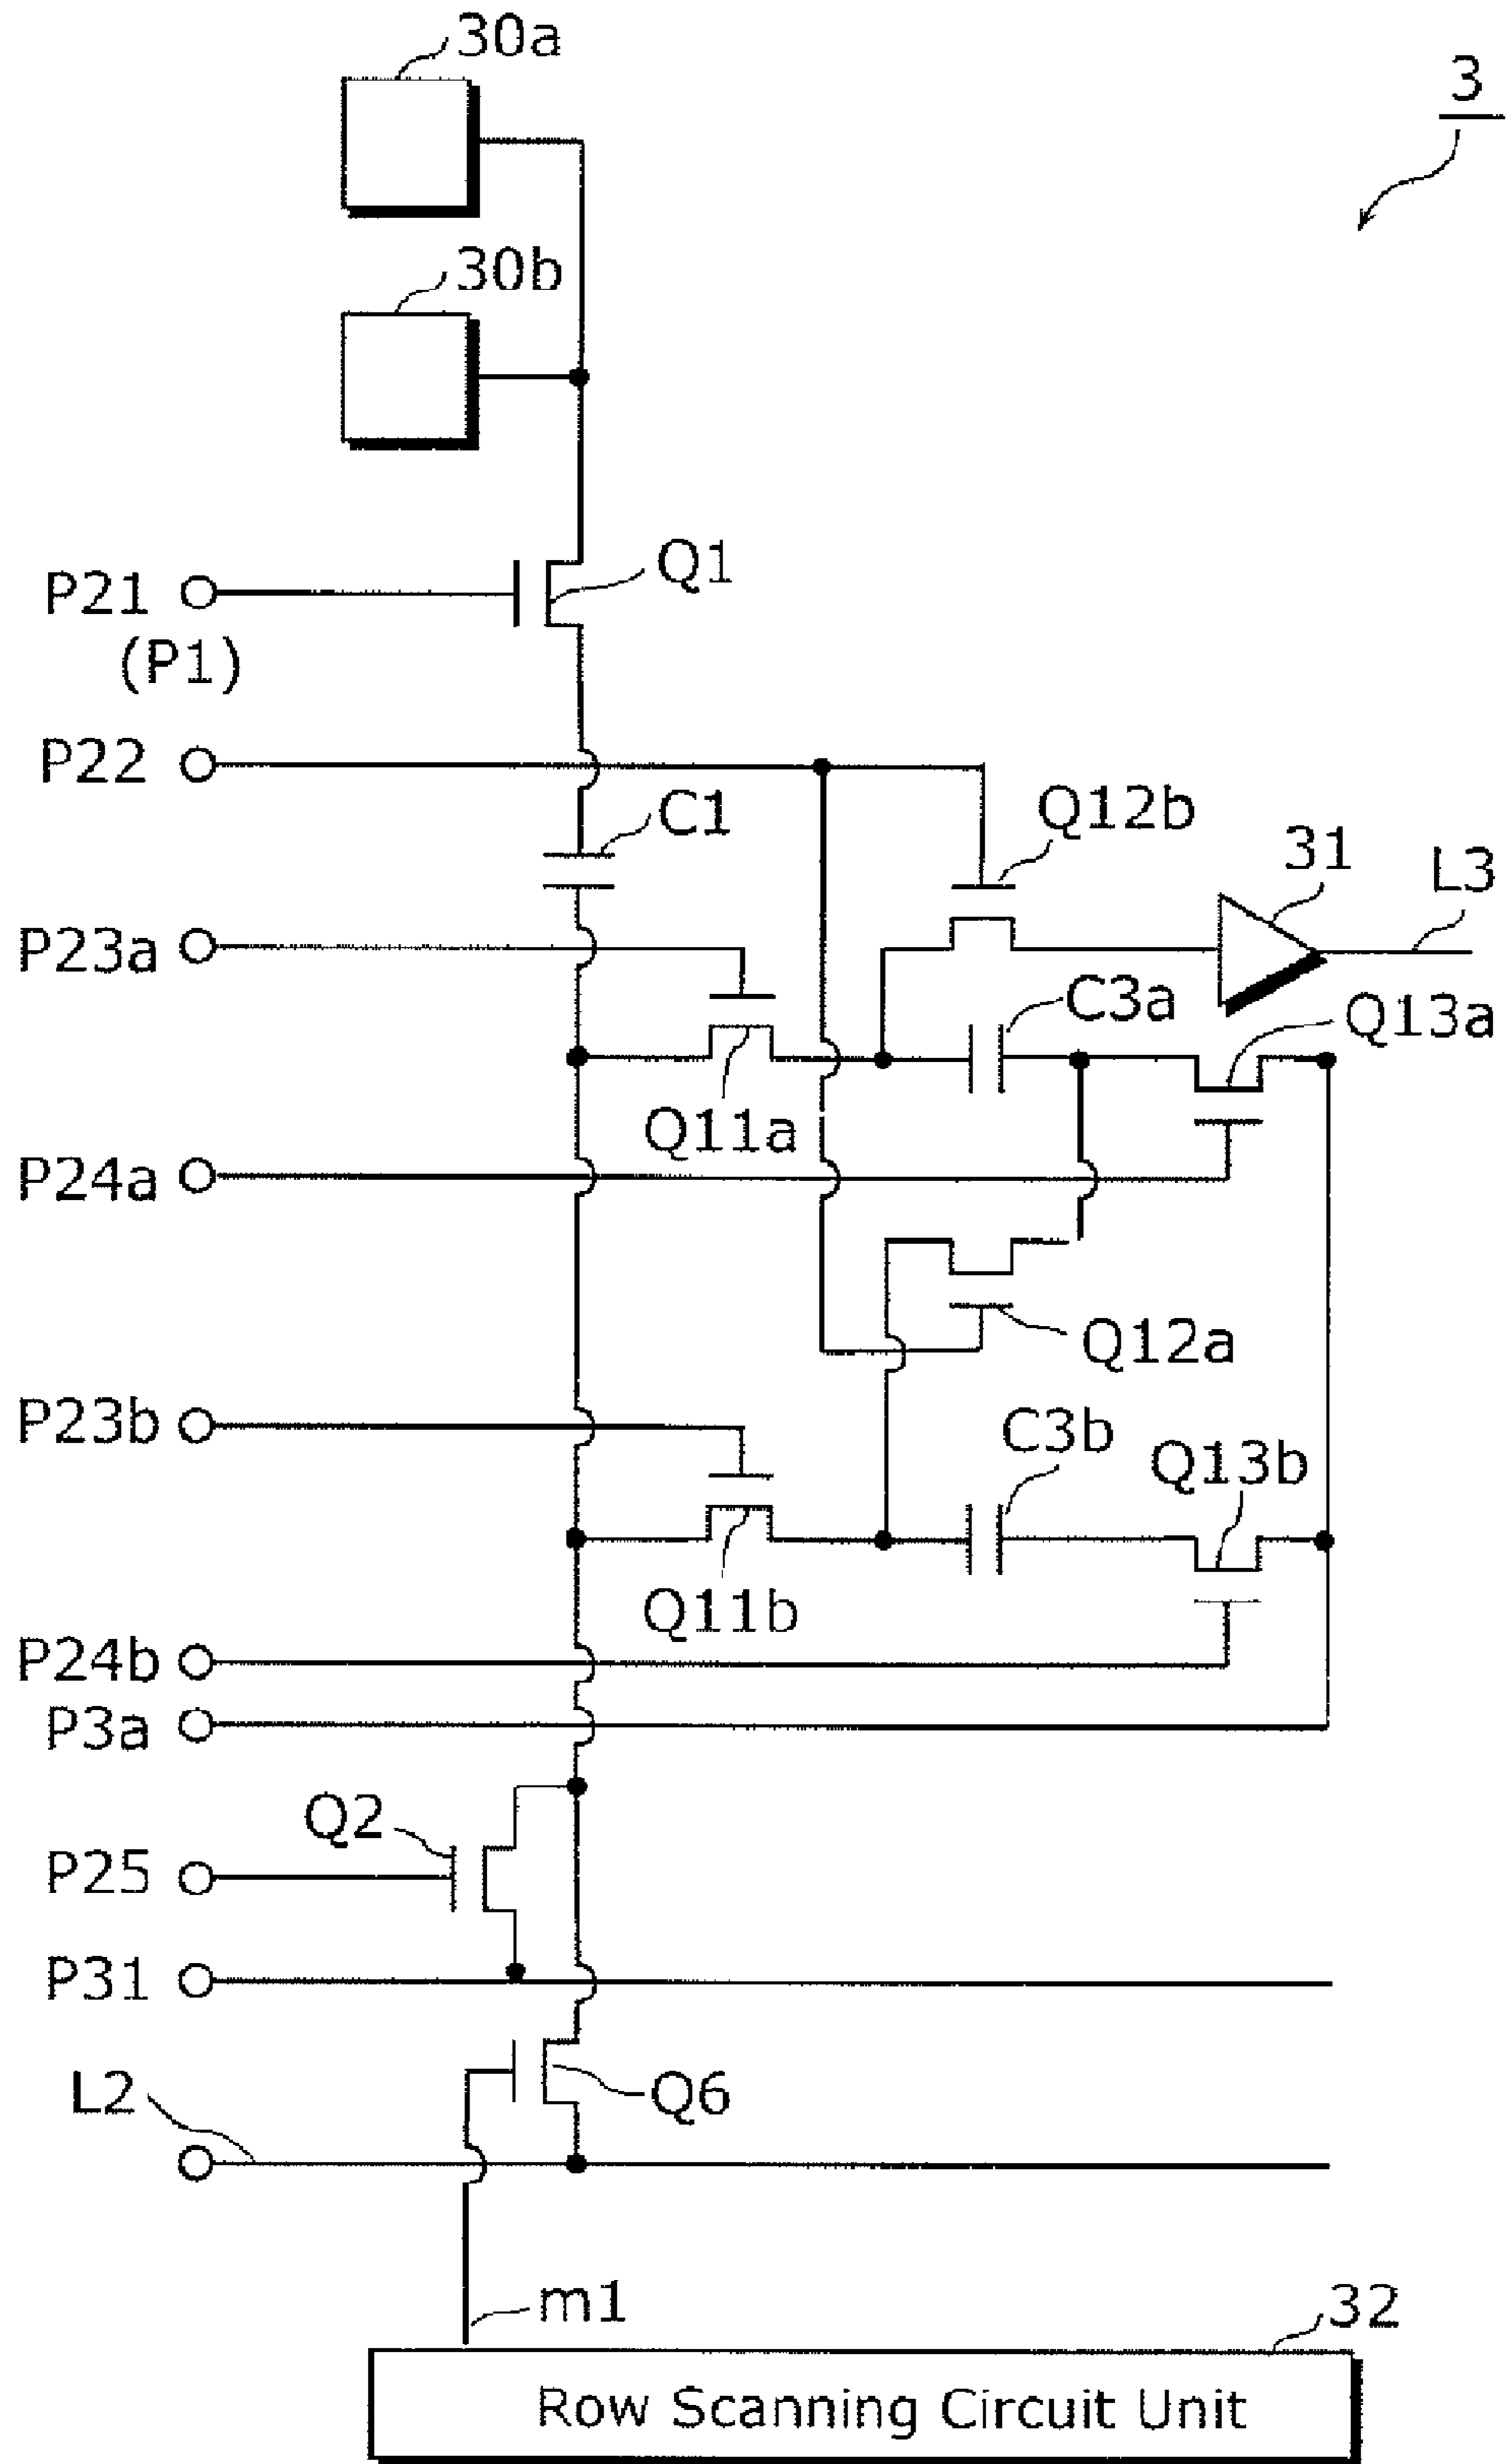 30a
3
30b
Q1
P21
(P1)
P22
C1
Q12b
31
L3
P23a
C3a
Q13a
Q11a
P24a
Q12a
P23b
C3b
Q13b
Q11b
P24b
P3a
Q2
P25
P31
L2
Q6
m1
32
Row Scanning Circuit Unit